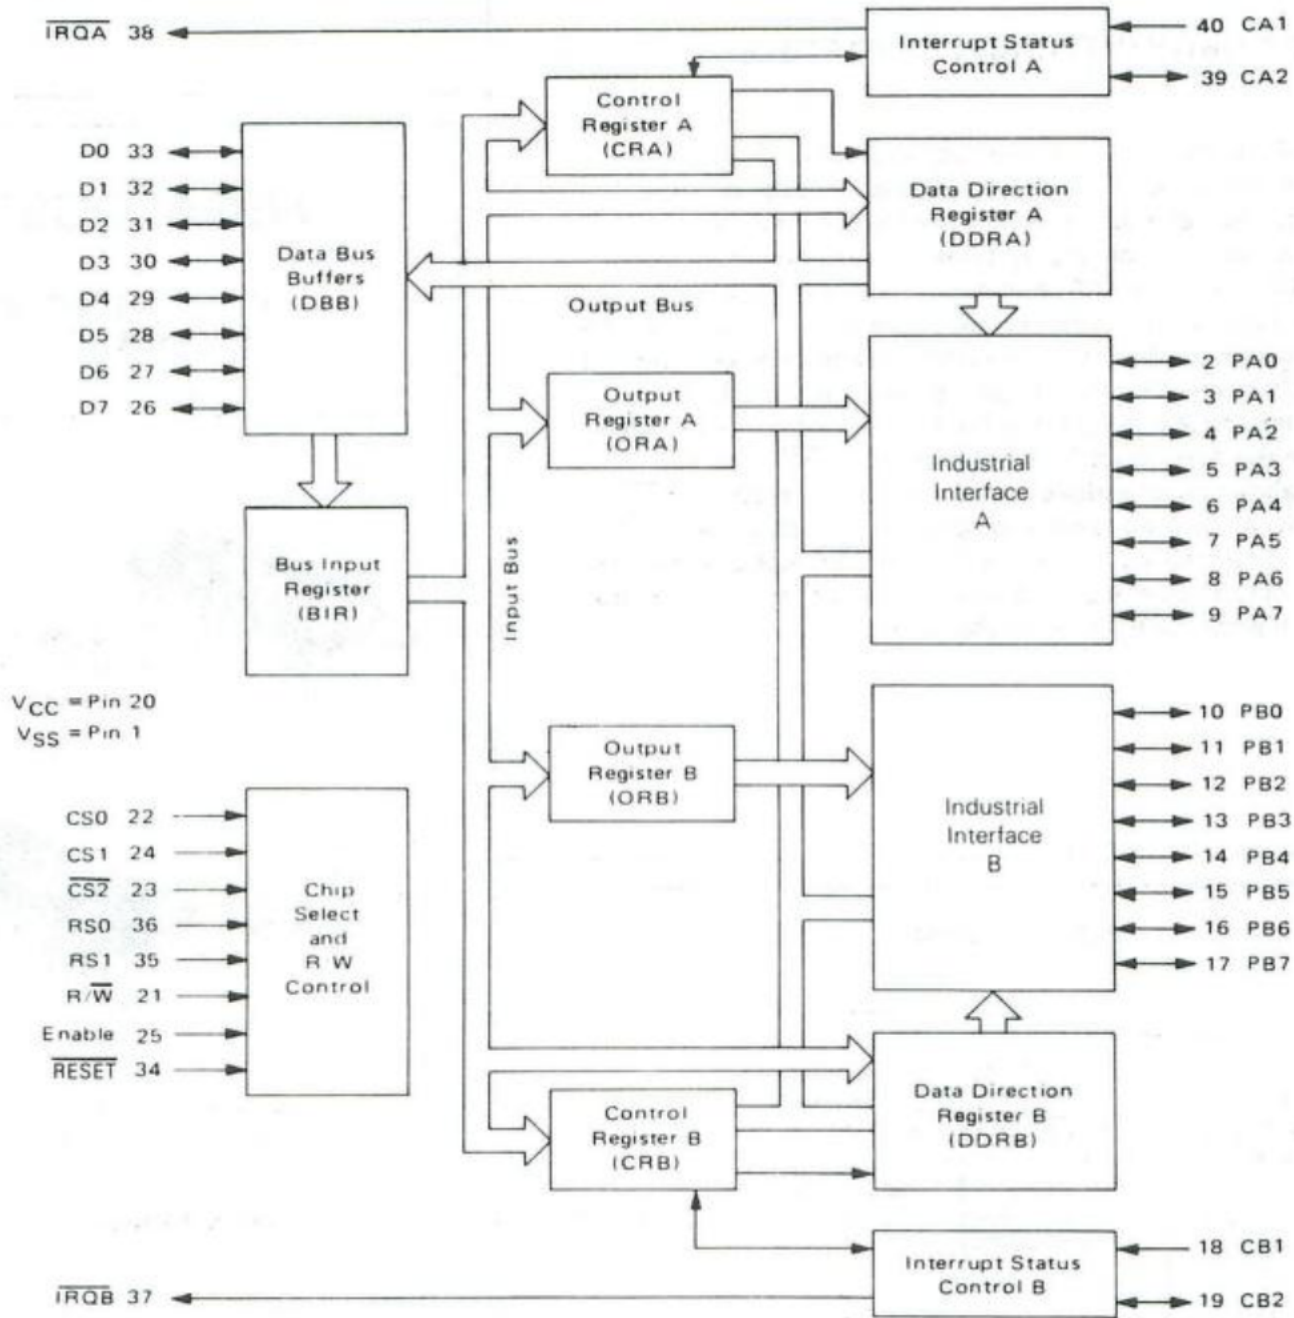 IRQA 38
Interrupt Status
Control A
40 CA1
39 CA2
Control
Register A
(CRA)
D0 33
D1 32
D2 31
D3 30
D4 29
D5 28
D6 27
D7 26
Data Bus
Buffers
(DBB)
Data Direction
Register A
(DDRA)
Output Bus
Output
Register A
(ORA)
Industrial
Interface
A
2 PA0
3 PA1
4 PA2
5 PA3
6 PA4
7 PA5
8 PA6
9 PA7
Bus Input
Register
(BIR)
Input Bus
VCC = Pin 20
VSS = Pin 1
Output
Register B
(ORB)
Industrial
Interface
B
10 PB0
11 PB1
12 PB2
13 PB3
14 PB4
15 PB5
16 PB6
17 PB7
CS0 22
CS1 24
CS2 23
RS0 36
RS1 35
R/W 21
Enable 25
RESET 34
Chip
Select
and
R W
Control
Control
Register B
(CRB)
Data Direction
Register B
(DDRB)
Interrupt Status
Control B
18 CB1
19 CB2
IRQB 37